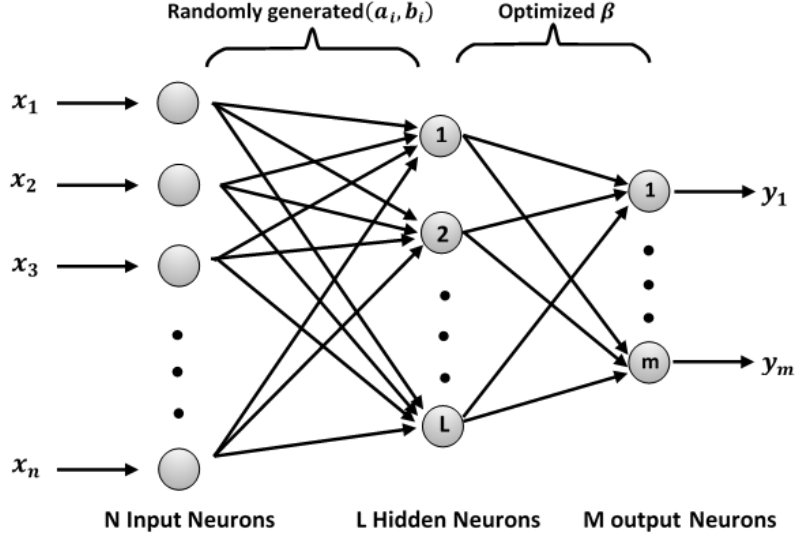 Randomly generated(aᵢ, bᵢ) Optimized β
x₁
x₂
x₃
xₙ
1
2
L
1
m
y₁
yₘ
N Input Neurons L Hidden Neurons M output Neurons